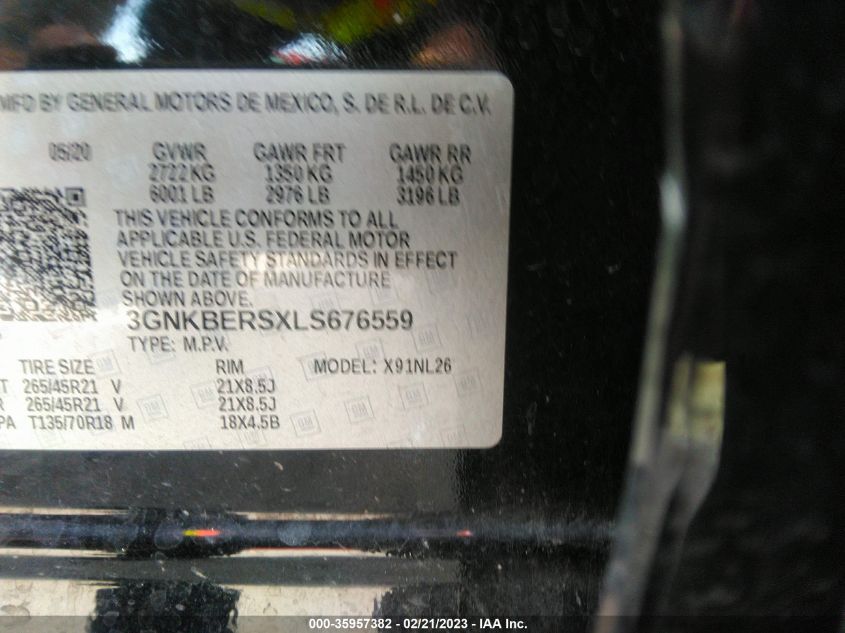 MFD BY GENERAL MOTORS DE MEXICO, S. DE R.L. DE C.V.
05/20 GVWR GAWR FRT GAWR RR
2722 KG 1350 KG 1450 KG
6001 LB 2976 LB 3196 LB
THIS VEHICLE CONFORMS TO ALL
APPLICABLE U.S. FEDERAL MOTOR
VEHICLE SAFETY STANDARDS IN EFFECT
ON THE DATE OF MANUFACTURE
SHOWN ABOVE.
3GNKBERSXLS676559
TYPE: M.P.V.
TIRE SIZE RIM MODEL: X91NL26
265/45R21 V 21X8.5J
265/45R21 V 21X8.5J
T135/70R18 M 18X4.5B
000-35957382 / 02/21/2023 - IAA Inc.